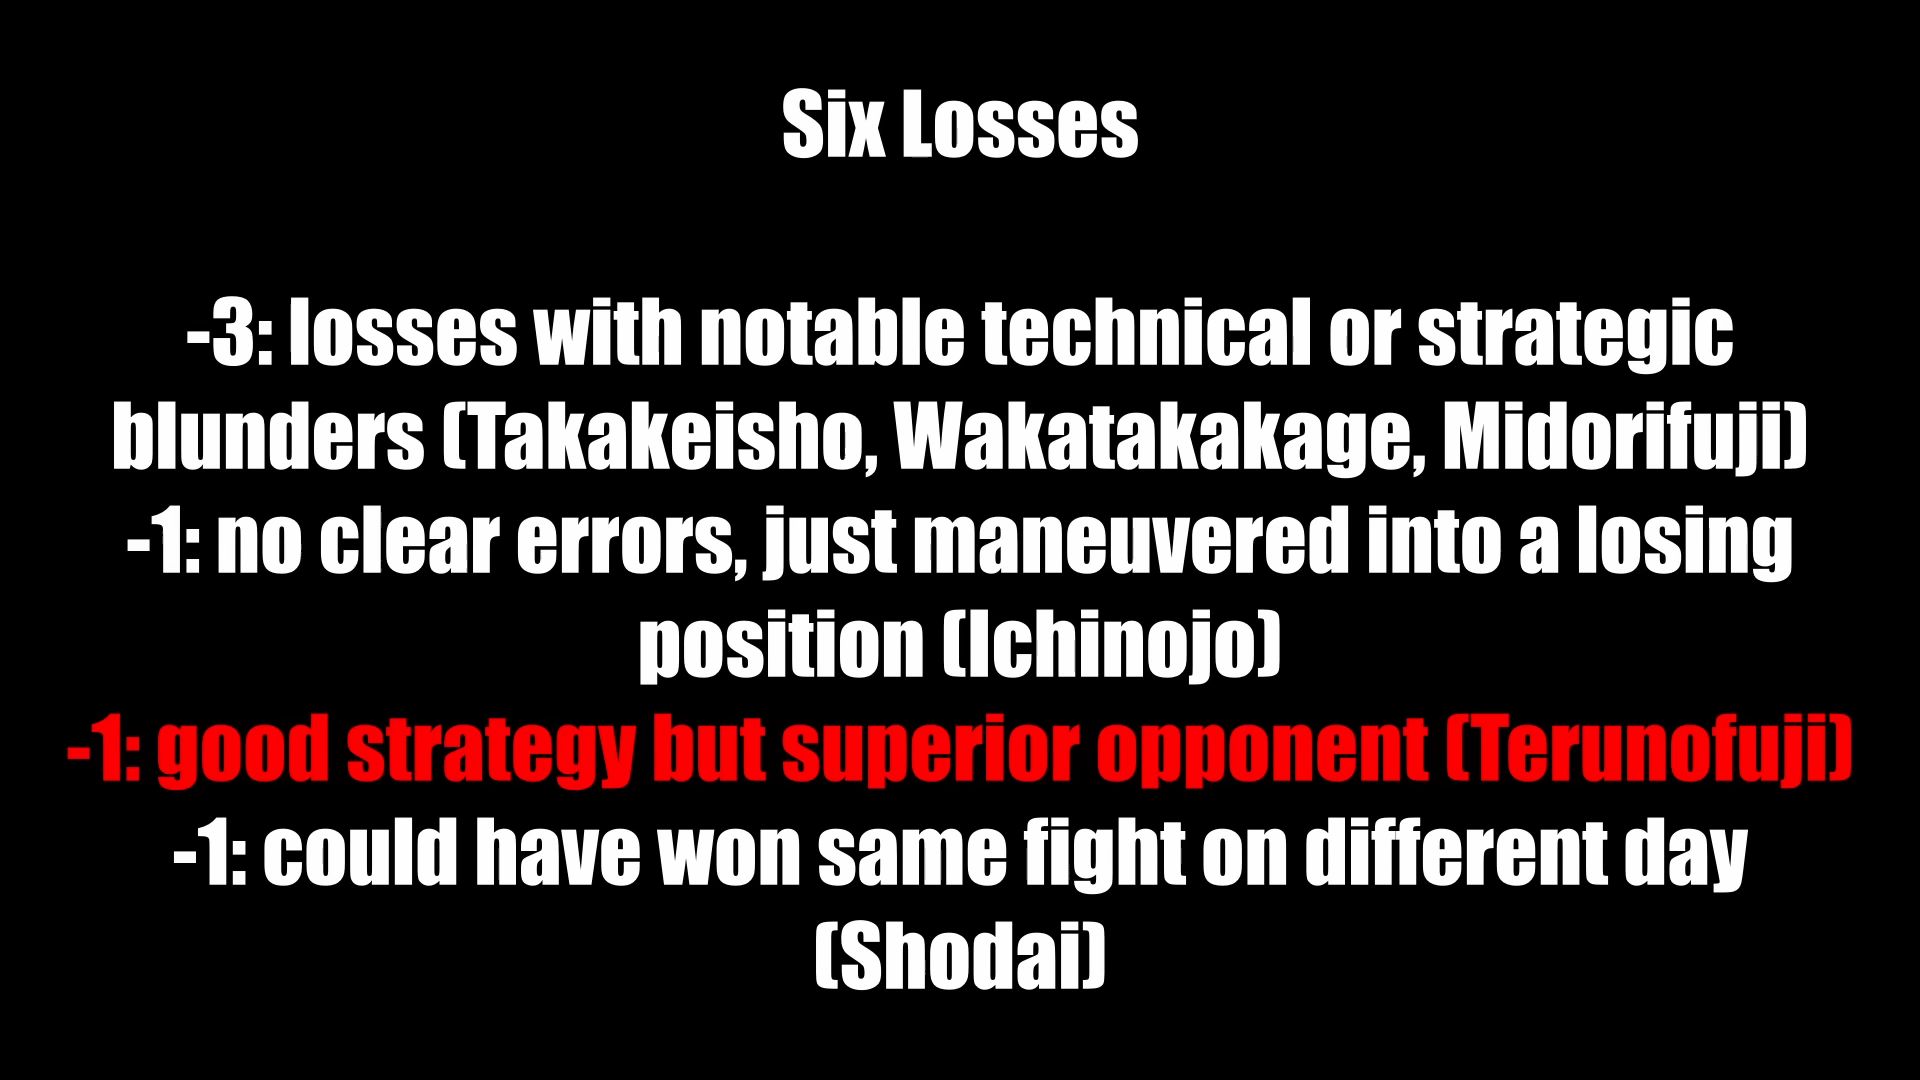 Six Losses
-3: losses with notable technical or strategic
blunders (Takakeisho, Wakatakakage, Midorifuji)
-1: no clear errors, just maneuvered into a losing
position (Ichinojo)
-1: good strategy but superior opponent (Terunofuji)
-1: could have won same fight on different day
(Shodai)